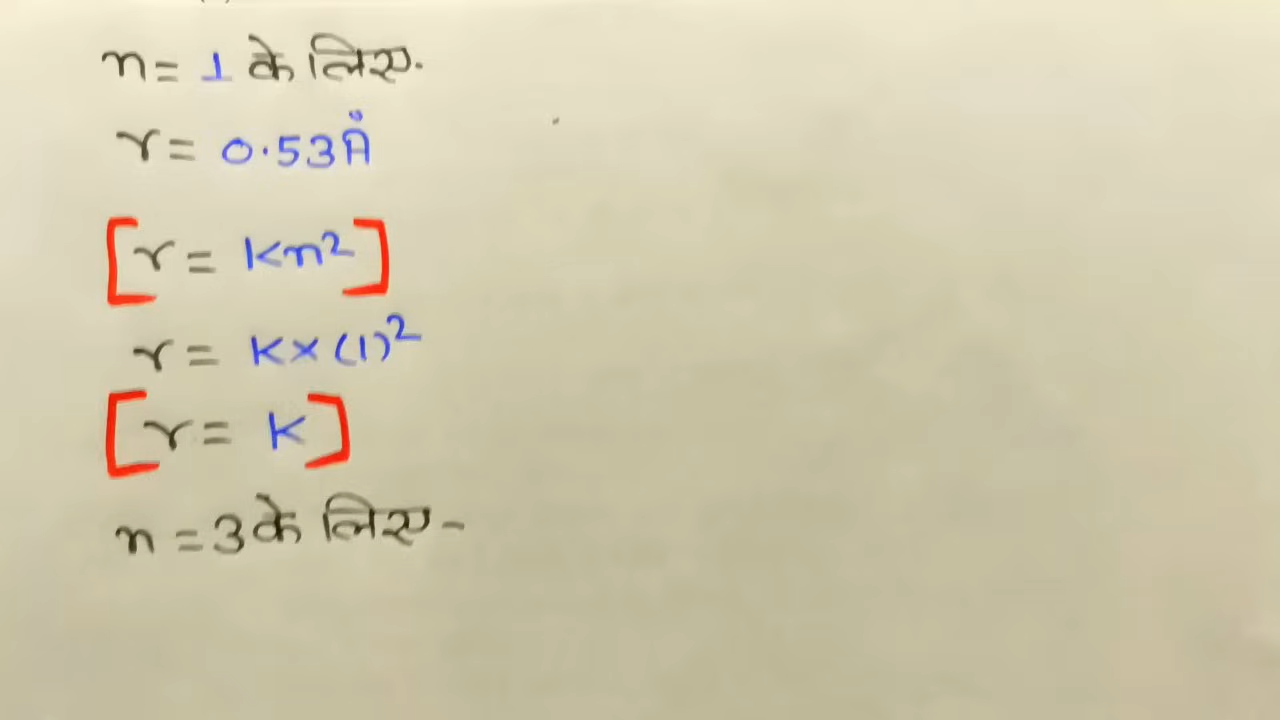 n = 1 के लिए.
r = 0.53Å
[r = Kn²]
r = K×(1)²
[r = K]
n = 3 के लिए –